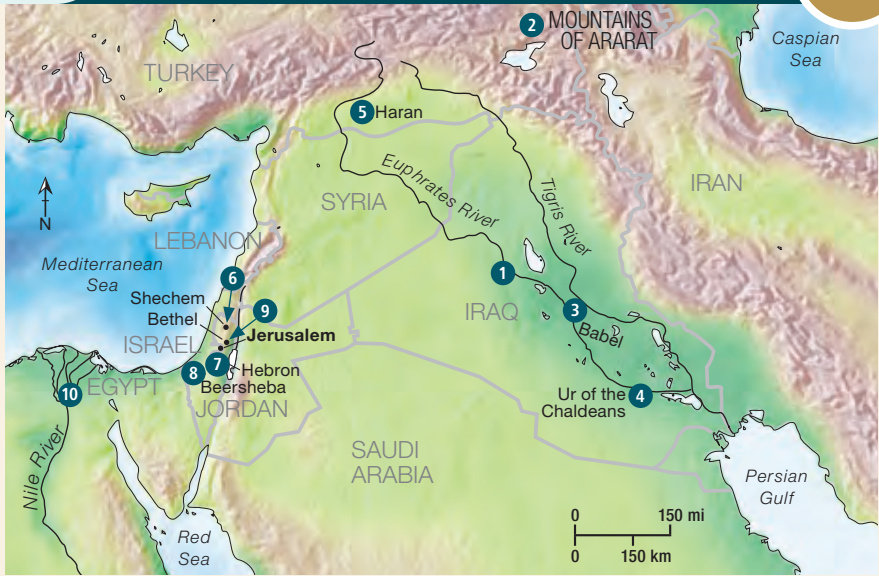 2 MOUNTAINS
OF ARARAT
Caspian
Sea
TURKEY
5 Haran
Euphrates River
Tigris River
IRAN
N
SYRIA
LEBANON
Mediterranean
Sea
6
1
Shechem
Bethel
9
IRAQ
3
Babel
Jerusalem
ISRAEL
7
Hebron
8
Beersheba
EGYPT
10
JORDAN
Ur of the
Chaldeans
4
Nile River
SAUDI
ARABIA
Persian
Gulf
Red
Sea
0 150 mi
0 150 km